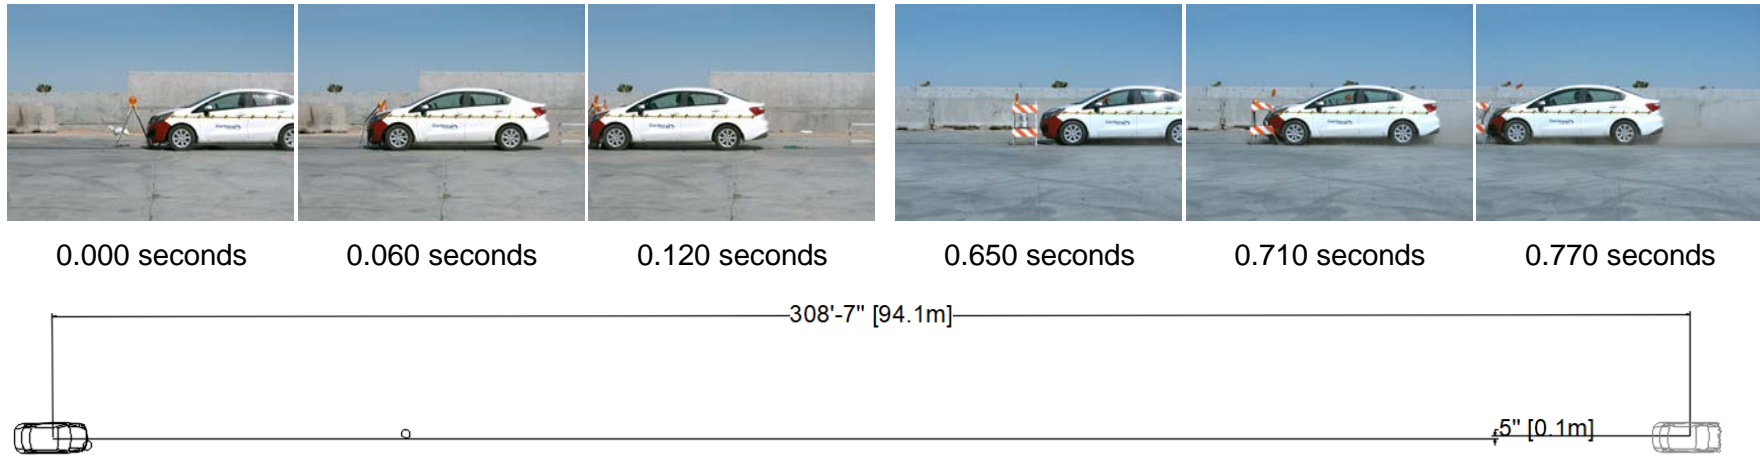 0.000 seconds
0.060 seconds
0.120 seconds
0.650 seconds
0.710 seconds
0.770 seconds
308'-7" [94.1m]
5" [0.1m]